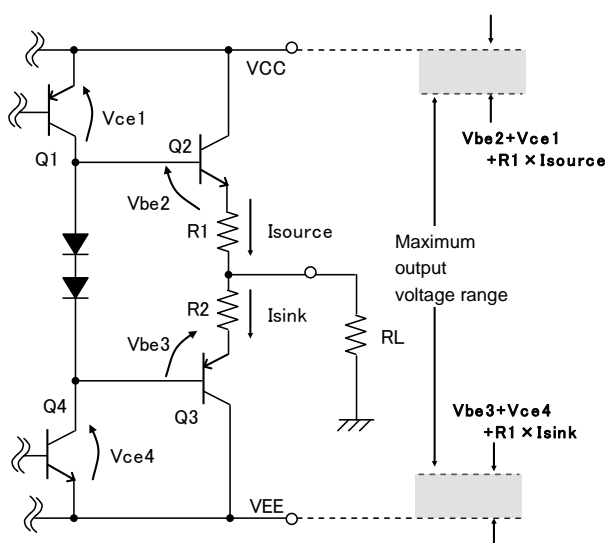 VCC
Vce1
Vbe2+Vce1
+R1×Isource
Q1
Q2
Vbe2
R1
Isource
Maximum
output
voltage range
R2
Isink
RL
Vbe3
Q4
Q3
Vbe3+Vce4
+R1×Isink
Vce4
VEE